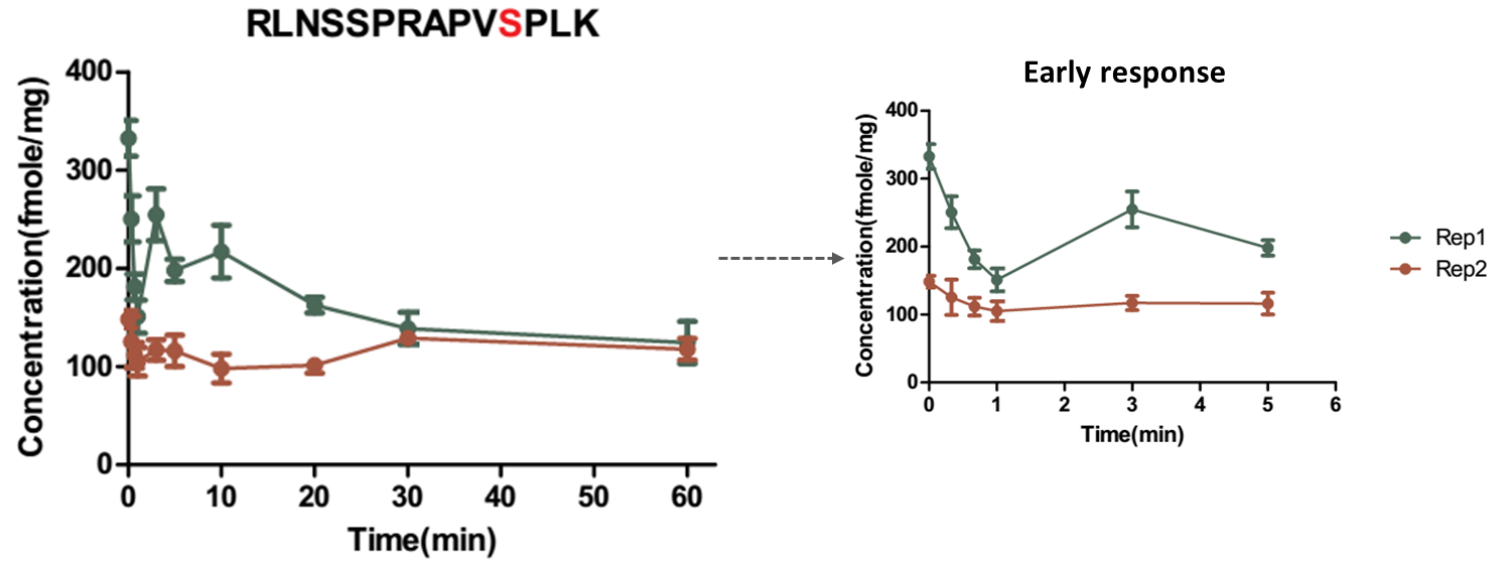 RLNSSPRAPVSPLK
Concentration(fmole/mg)
400
300
200
100
0
0 10 20 30 40 50 60
Time(min)
Early response
Concentration(fmole/mg)
400
300
200
100
0
0 1 2 3 4 5 6
Time(min)
Rep1
Rep2